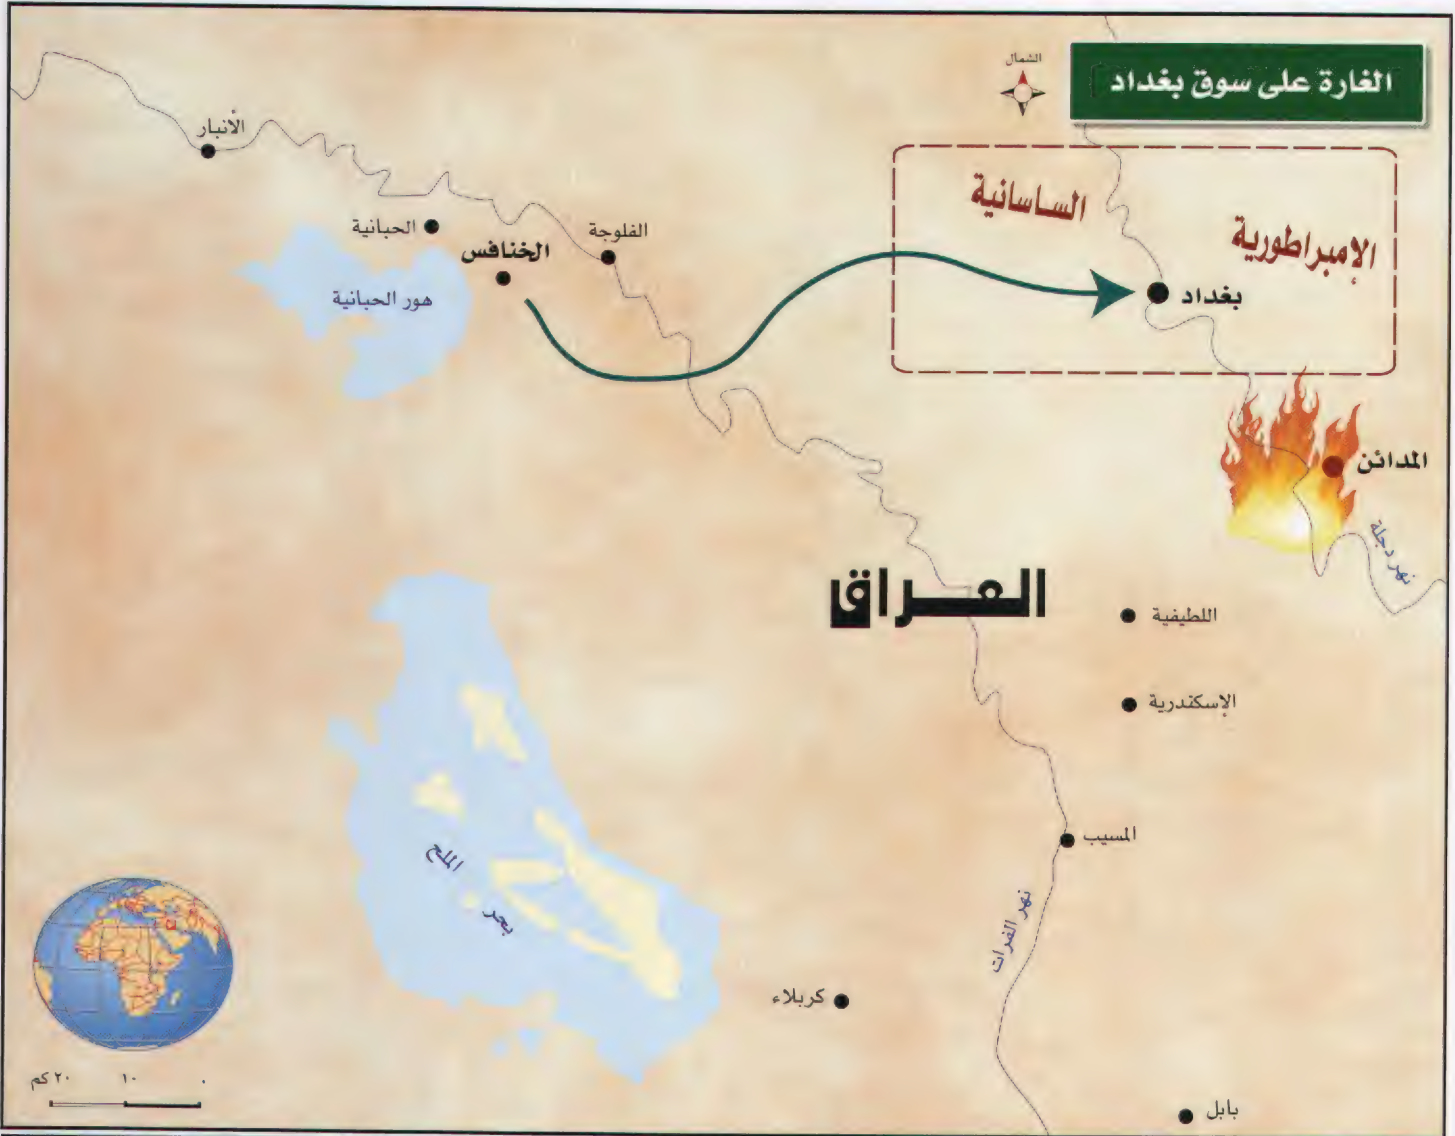 الغارة على سوق بغداد
الشمال
الأنبار
الحبانية
الخنافس
الفلوجة
هور الحبانية
الساسانية
الإمبراطورية
بغداد
المدائن
نهر دجلة
العراق
اللطيفية
الإسكندرية
المسيب
نهر الفرات
بحر الملح
كربلاء
بابل
٠ ١٠ ٢٠ كم